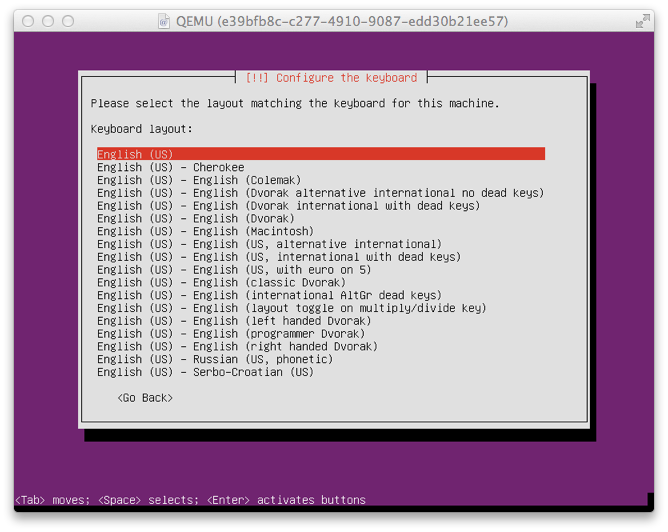 QEMU (e39bfb8c-c277-4910-9087-edd30b21ee57)
[!!] Configure the keyboard
Please select the layout matching the keyboard for this machine.
Keyboard layout:
English (US)
English (US) - Cherokee
English (US) - English (Colemak)
English (US) - English (Dvorak alternative international no dead keys)
English (US) - English (Dvorak international with dead keys)
English (US) - English (Dvorak)
English (US) - English (Macintosh)
English (US) - English (US, alternative international)
English (US) - English (US, international with dead keys)
English (US) - English (US, with euro on 5)
English (US) - English (classic Dvorak)
English (US) - English (international AltGr dead keys)
English (US) - English (layout toggle on multiply/divide key)
English (US) - English (left handed Dvorak)
English (US) - English (programmer Dvorak)
English (US) - English (right handed Dvorak)
English (US) - Russian (US, phonetic)
English (US) - Serbo-Croatian (US)
<Go Back>
<Tab> moves; <Space> selects; <Enter> activates buttons